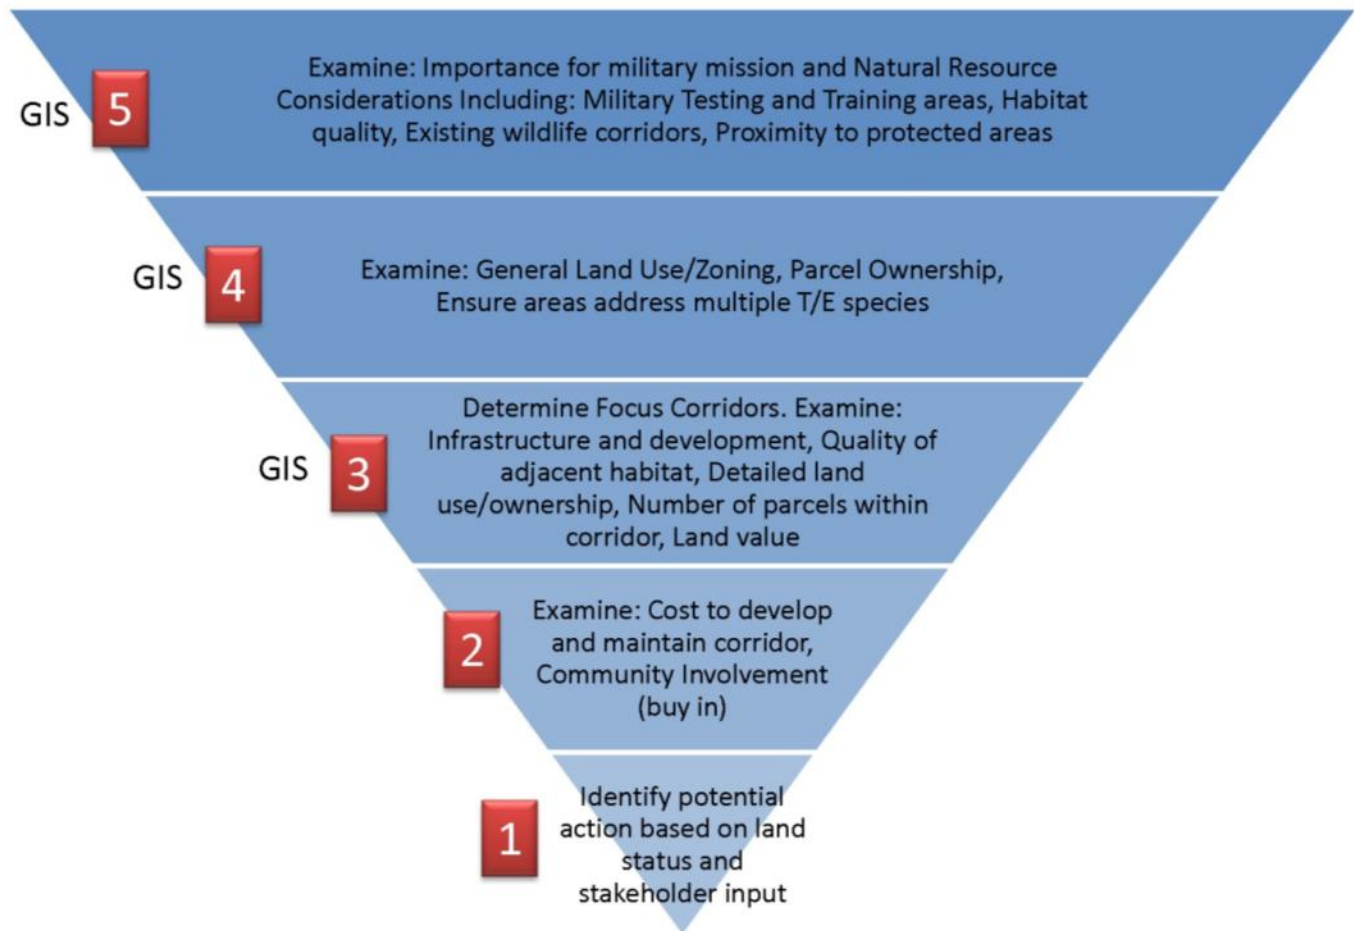 Examine: Importance for military mission and Natural Resource
Considerations Including: Military Testing and Training areas, Habitat
quality, Existing wildlife corridors, Proximity to protected areas
GIS
5
Examine: General Land Use/Zoning, Parcel Ownership,
Ensure areas address multiple T/E species
GIS
4
Determine Focus Corridors. Examine:
Infrastructure and development, Quality of
adjacent habitat, Detailed land
use/ownership, Number of parcels within
corridor, Land value
GIS
3
Examine: Cost to develop
and maintain corridor,
Community Involvement
(buy in)
2
Identify potential
action based on land
status and
stakeholder input
1